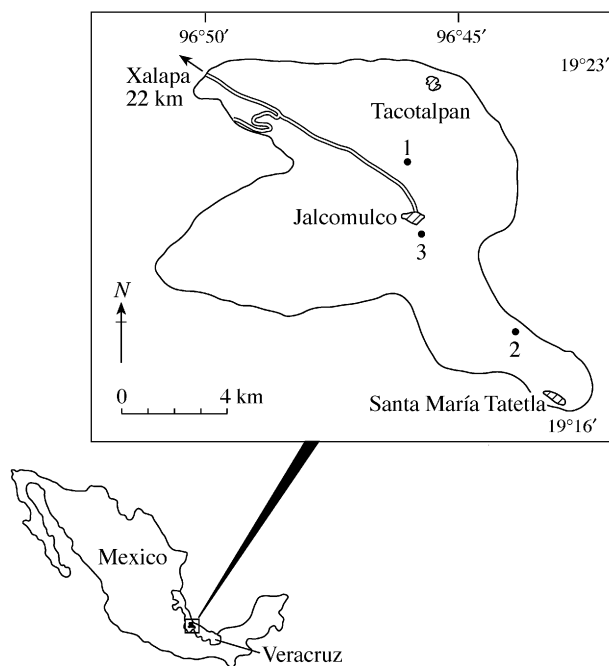 96°50′
96°45′
19°23′
Xalapa
22 km
Tacotalpan
1
Jalcomulco
3
N
2
0
4 km
Santa María Tatetla
19°16′
Mexico
Veracruz